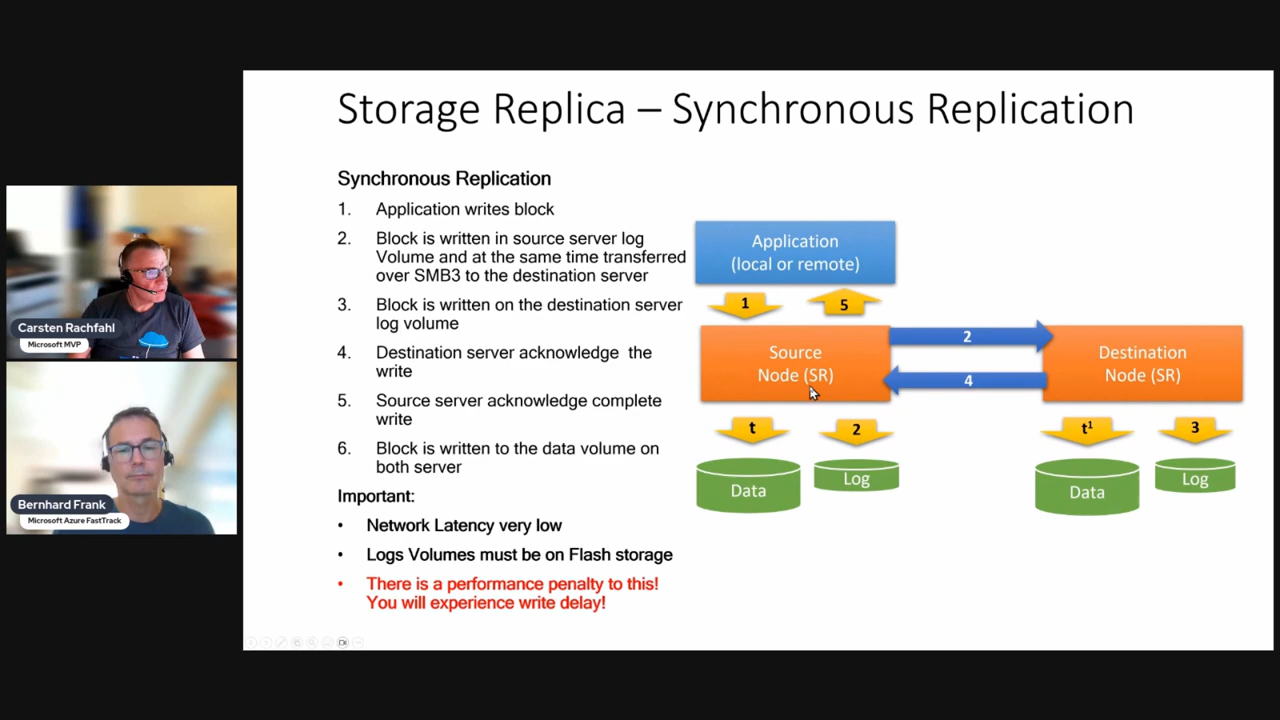 Storage Replica – Synchronous Replication
Synchronous Replication
1. Application writes block
2. Block is written in source server log
Volume and at the same time transferred
over SMB3 to the destination server
3. Block is written on the destination server
log volume
4. Destination server acknowledge the
write
5. Source server acknowledge complete
write
6. Block is written to the data volume on
both server
Important:
• Network Latency very low
• Logs Volumes must be on Flash storage
• There is a performance penalty to this!
You will experience write delay!
Application
(local or remote)
1
5
Source
Node (SR)
2
4
Destination
Node (SR)
t
2
t¹
3
Data
Log
Data
Log
Carsten Rachfahl
Microsoft MVP
Bernhard Frank
Microsoft Azure FastTrack